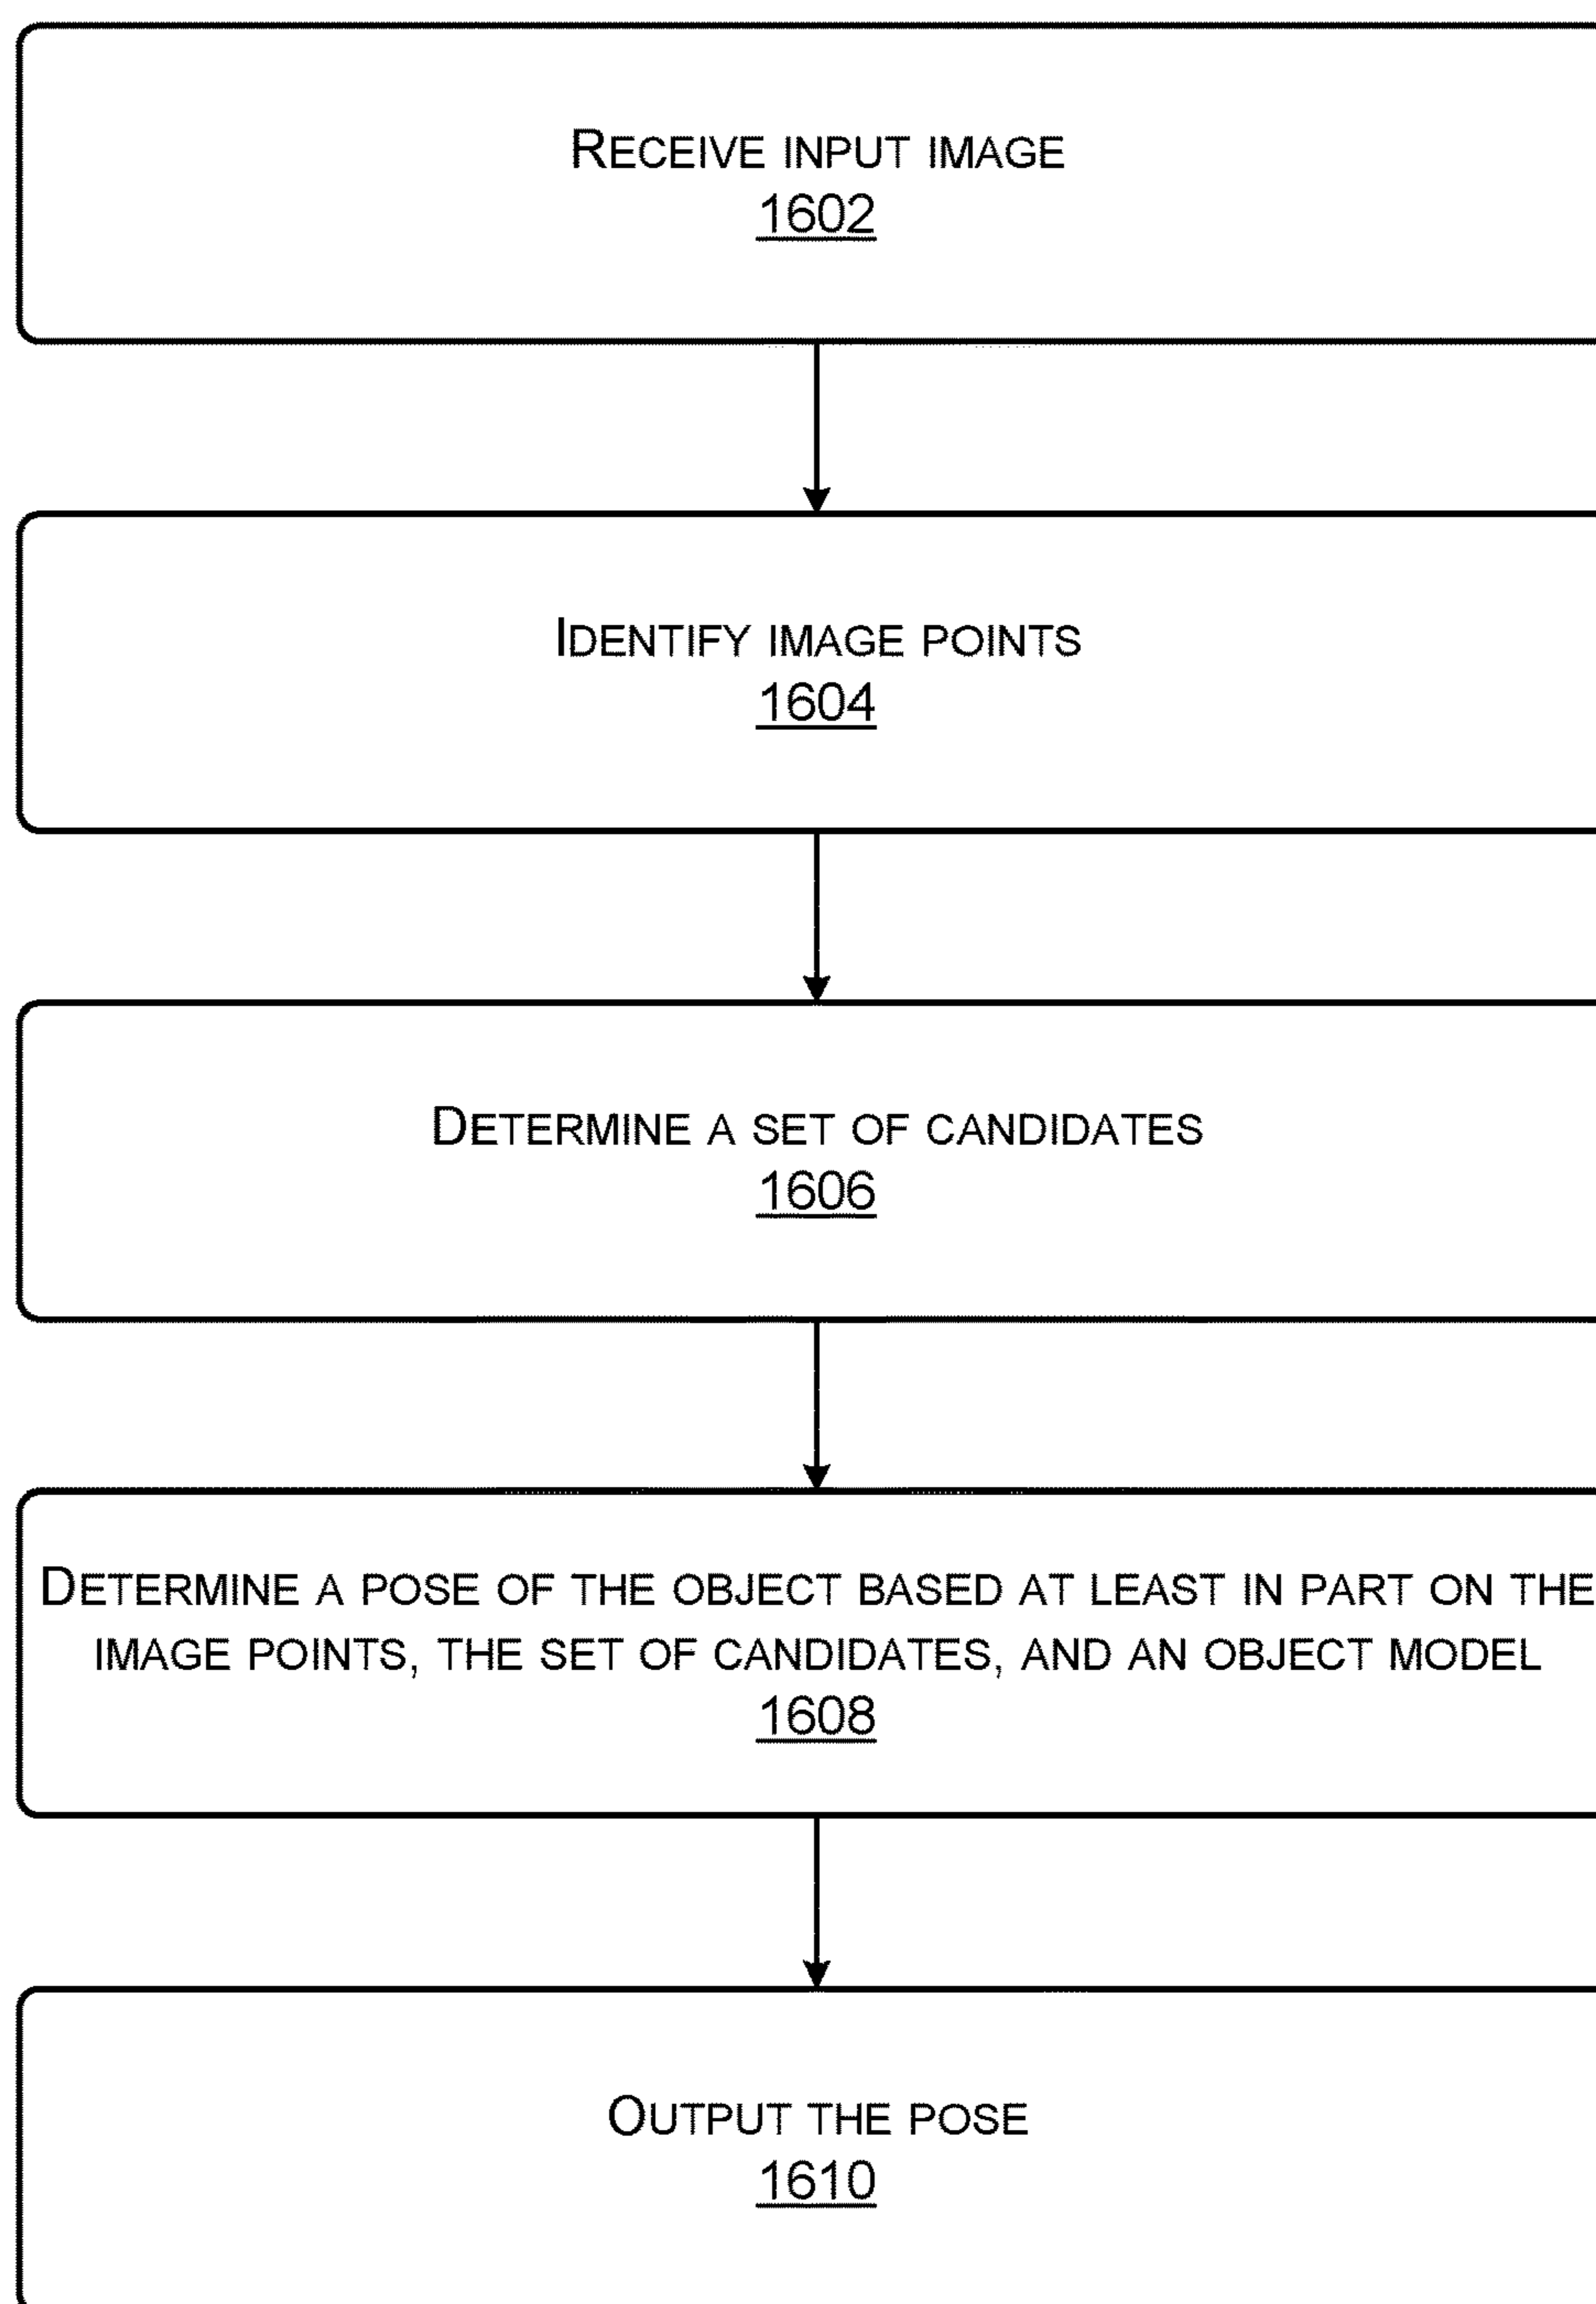 RECEIVE INPUT IMAGE
1602
IDENTIFY IMAGE POINTS
1604
DETERMINE A SET OF CANDIDATES
1606
DETERMINE A POSE OF THE OBJECT BASED AT LEAST IN PART ON THE
IMAGE POINTS, THE SET OF CANDIDATES, AND AN OBJECT MODEL
1608
OUTPUT THE POSE
1610